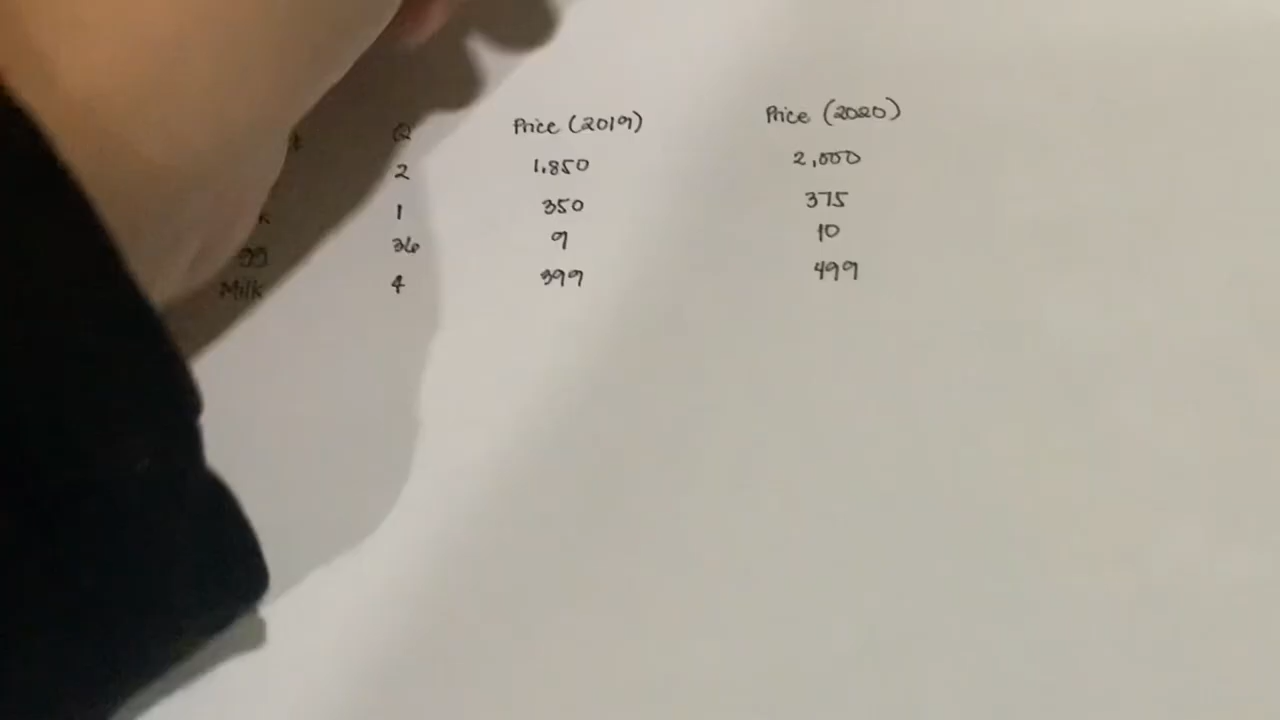 Q Price (2019) Price (2020)
2 1,850 2,000
1 350 375
36 9 10
Milk 4 399 499